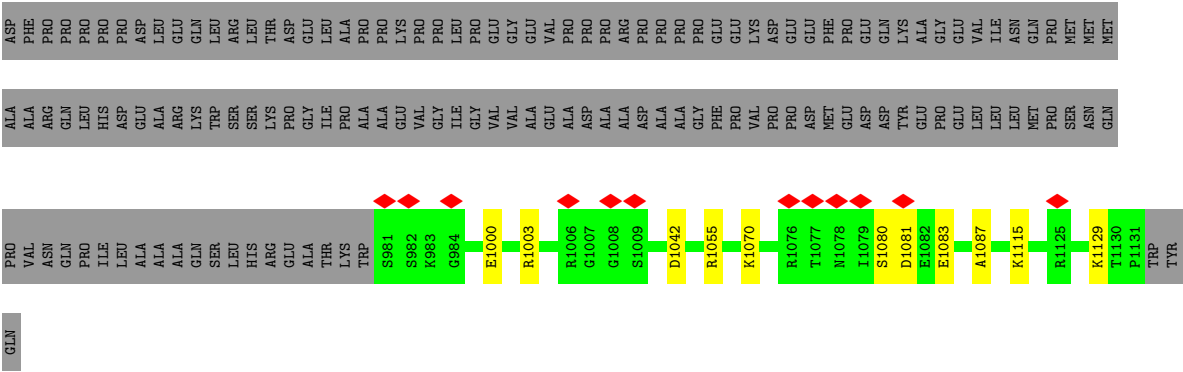 ASP PHE PRO PRO PRO PRO PRO ASP LEU GLU GLN LEU ARG LEU THR ASP GLU LEU LEU ALA PRO PRO LYS PRO PRO LEU PRO GLU GLY GLU VAL PRO PRO PRO ARG PRO PRO PRO PRO PRO GLU GLU LYS ASP GLU GLU PHE PRO GLU GLN LYS ALA GLY GLU VAL ILE ASN GLN PRO MET MET MET
ALA ALA ARG GLN LEU HIS ASP GLU ALA ARG LYS TRP SER SER LYS PRO GLY ILE PRO ALA ALA GLU VAL GLY ILE GLY VAL VAL ALA GLU ALA ASP ALA ALA ASP ALA ALA GLY PHE PRO VAL PRO PRO ASP MET GLU ASP ASP TYR GLU PRO GLU LEU LEU LEU MET PRO SER ASN GLN
PRO VAL ASN GLN PRO ILE LEU ALA ALA ALA GLN SER LEU HIS ARG GLU ALA THR LYS TRP S981 S982 K983 G984 E1000 R1003 R1006 G1007 G1008 S1009 D1042 R1055 K1070 R1076 T1077 N1078 I1079 S1080 D1081 E1082 E1083 A1087 K1115 R1125 K1129 T1130 P1131 TRP TYR
GLN